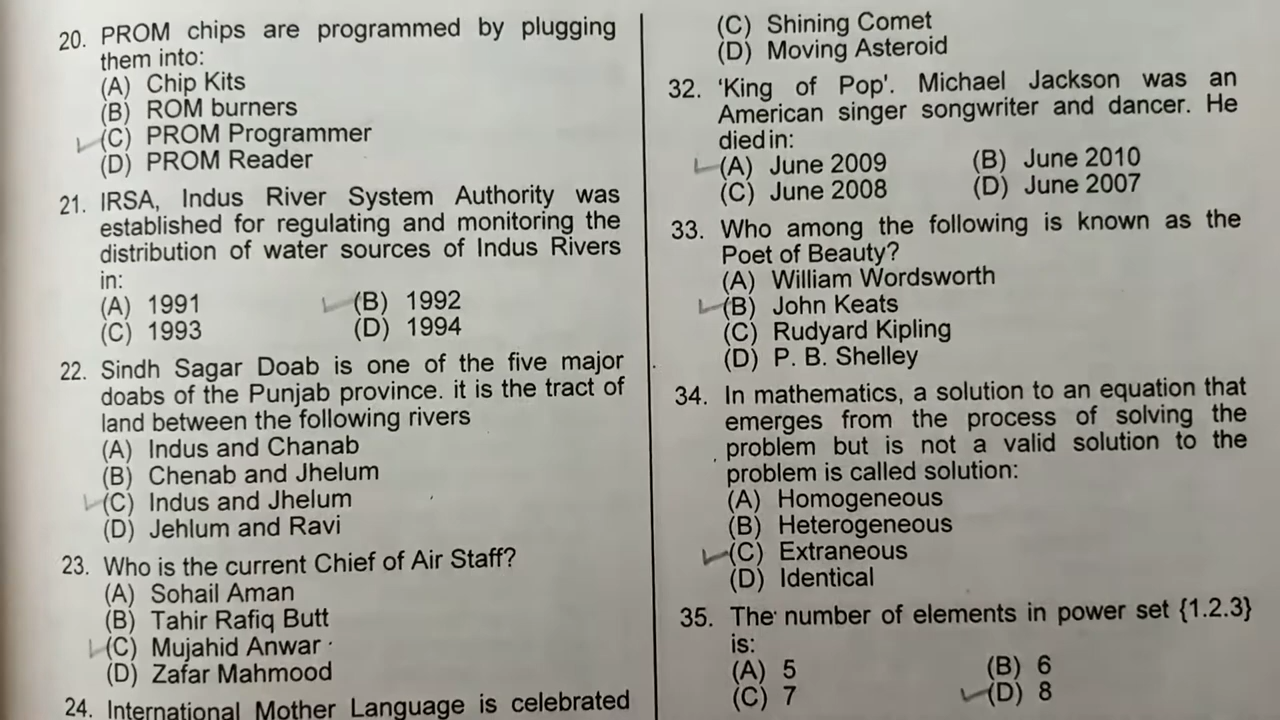 20. PROM chips are programmed by plugging
them into:
(A) Chip Kits
(B) ROM burners
(C) PROM Programmer
(D) PROM Reader
21. IRSA, Indus River System Authority was
established for regulating and monitoring the
distribution of water sources of Indus Rivers
in:
(A) 1991 (B) 1992
(C) 1993 (D) 1994
22. Sindh Sagar Doab is one of the five major
doabs of the Punjab province. it is the tract of
land between the following rivers
(A) Indus and Chanab
(B) Chenab and Jhelum
(C) Indus and Jhelum
(D) Jehlum and Ravi
23. Who is the current Chief of Air Staff?
(A) Sohail Aman
(B) Tahir Rafiq Butt
(C) Mujahid Anwar
(D) Zafar Mahmood
24. International Mother Language is celebrated
(C) Shining Comet
(D) Moving Asteroid
32. 'King of Pop'. Michael Jackson was an
American singer songwriter and dancer. He
died in:
(A) June 2009 (B) June 2010
(C) June 2008 (D) June 2007
33. Who among the following is known as the
Poet of Beauty?
(A) William Wordsworth
(B) John Keats
(C) Rudyard Kipling
(D) P. B. Shelley
34. In mathematics, a solution to an equation that
emerges from the process of solving the
problem but is not a valid solution to the
problem is called solution:
(A) Homogeneous
(B) Heterogeneous
(C) Extraneous
(D) Identical
35. The number of elements in power set {1.2.3}
is:
(A) 5 (B) 6
(C) 7 (D) 8